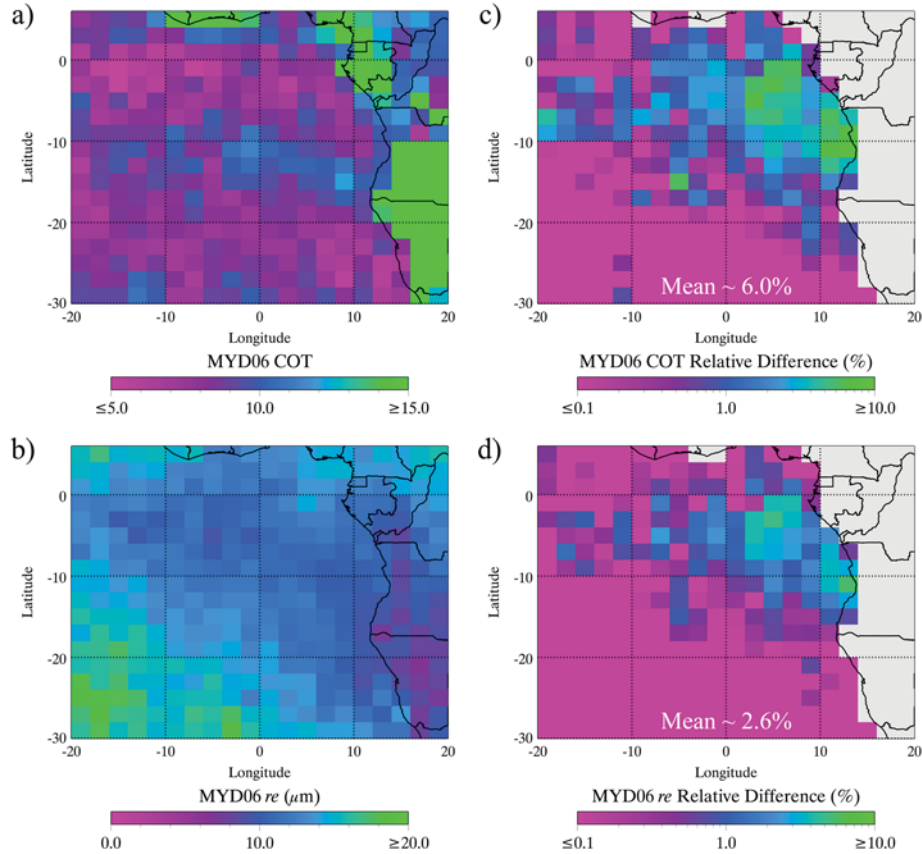 a)
Latitude
0
-10
-20
-30
-20 -10 0 10 20
Longitude
MYD06 COT
≤5.0 10.0 ≥15.0
c)
Latitude
0
-10
-20
-30
Mean ~ 6.0%
-20 -10 0 10 20
Longitude
MYD06 COT Relative Difference (%)
≤0.1 1.0 ≥10.0
b)
Latitude
0
-10
-20
-30
-20 -10 0 10 20
Longitude
MYD06 re (μm)
0.0 10.0 ≥20.0
d)
Latitude
0
-10
-20
-30
Mean ~ 2.6%
-20 -10 0 10 20
Longitude
MYD06 re Relative Difference (%)
≤0.1 1.0 ≥10.0